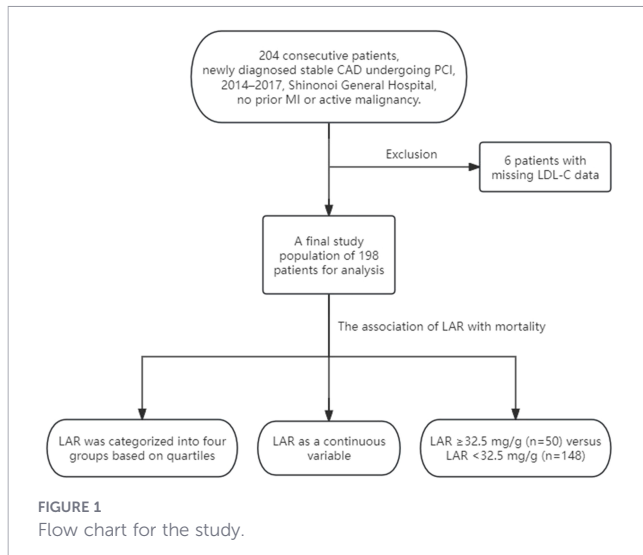 204 consecutive patients,
newly diagnosed stable CAD undergoing PCI,
2014–2017, Shinonoi General Hospital,
no prior MI or active malignancy.
Exclusion
6 patients with
missing LDL-C data
A final study
population of 198
patients for analysis
The association of LAR with mortality
LAR was categorized into four
groups based on quartiles
LAR as a continuous
variable
LAR ≥32.5 mg/g (n=50) versus
LAR <32.5 mg/g (n=148)
FIGURE 1
Flow chart for the study.